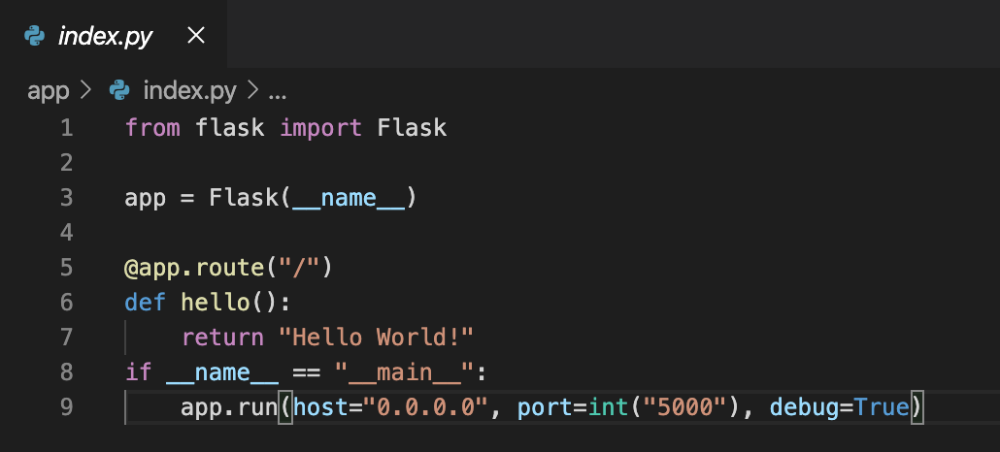 index.py ×
app > index.py > ...
1 from flask import Flask
2
3 app = Flask(__name__)
4
5 @app.route("/")
6 def hello():
7     return "Hello World!"
8 if __name__ == "__main__":
9     app.run(host="0.0.0.0", port=int("5000"), debug=True)